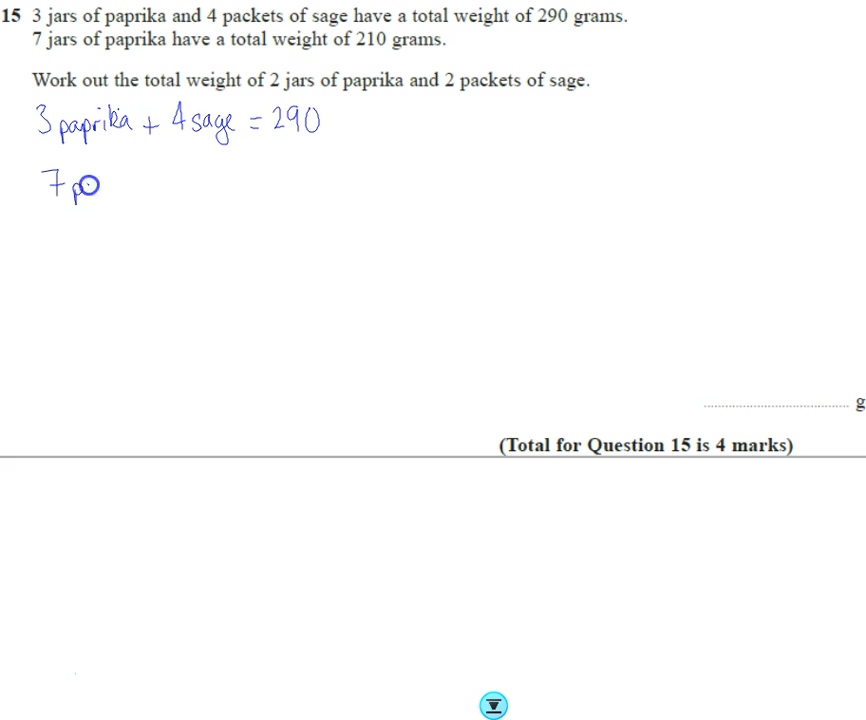 15 3 jars of paprika and 4 packets of sage have a total weight of 290 grams.
7 jars of paprika have a total weight of 210 grams.
Work out the total weight of 2 jars of paprika and 2 packets of sage.
3 paprika + 4 sage = 290
7 p
................................................ g
(Total for Question 15 is 4 marks)